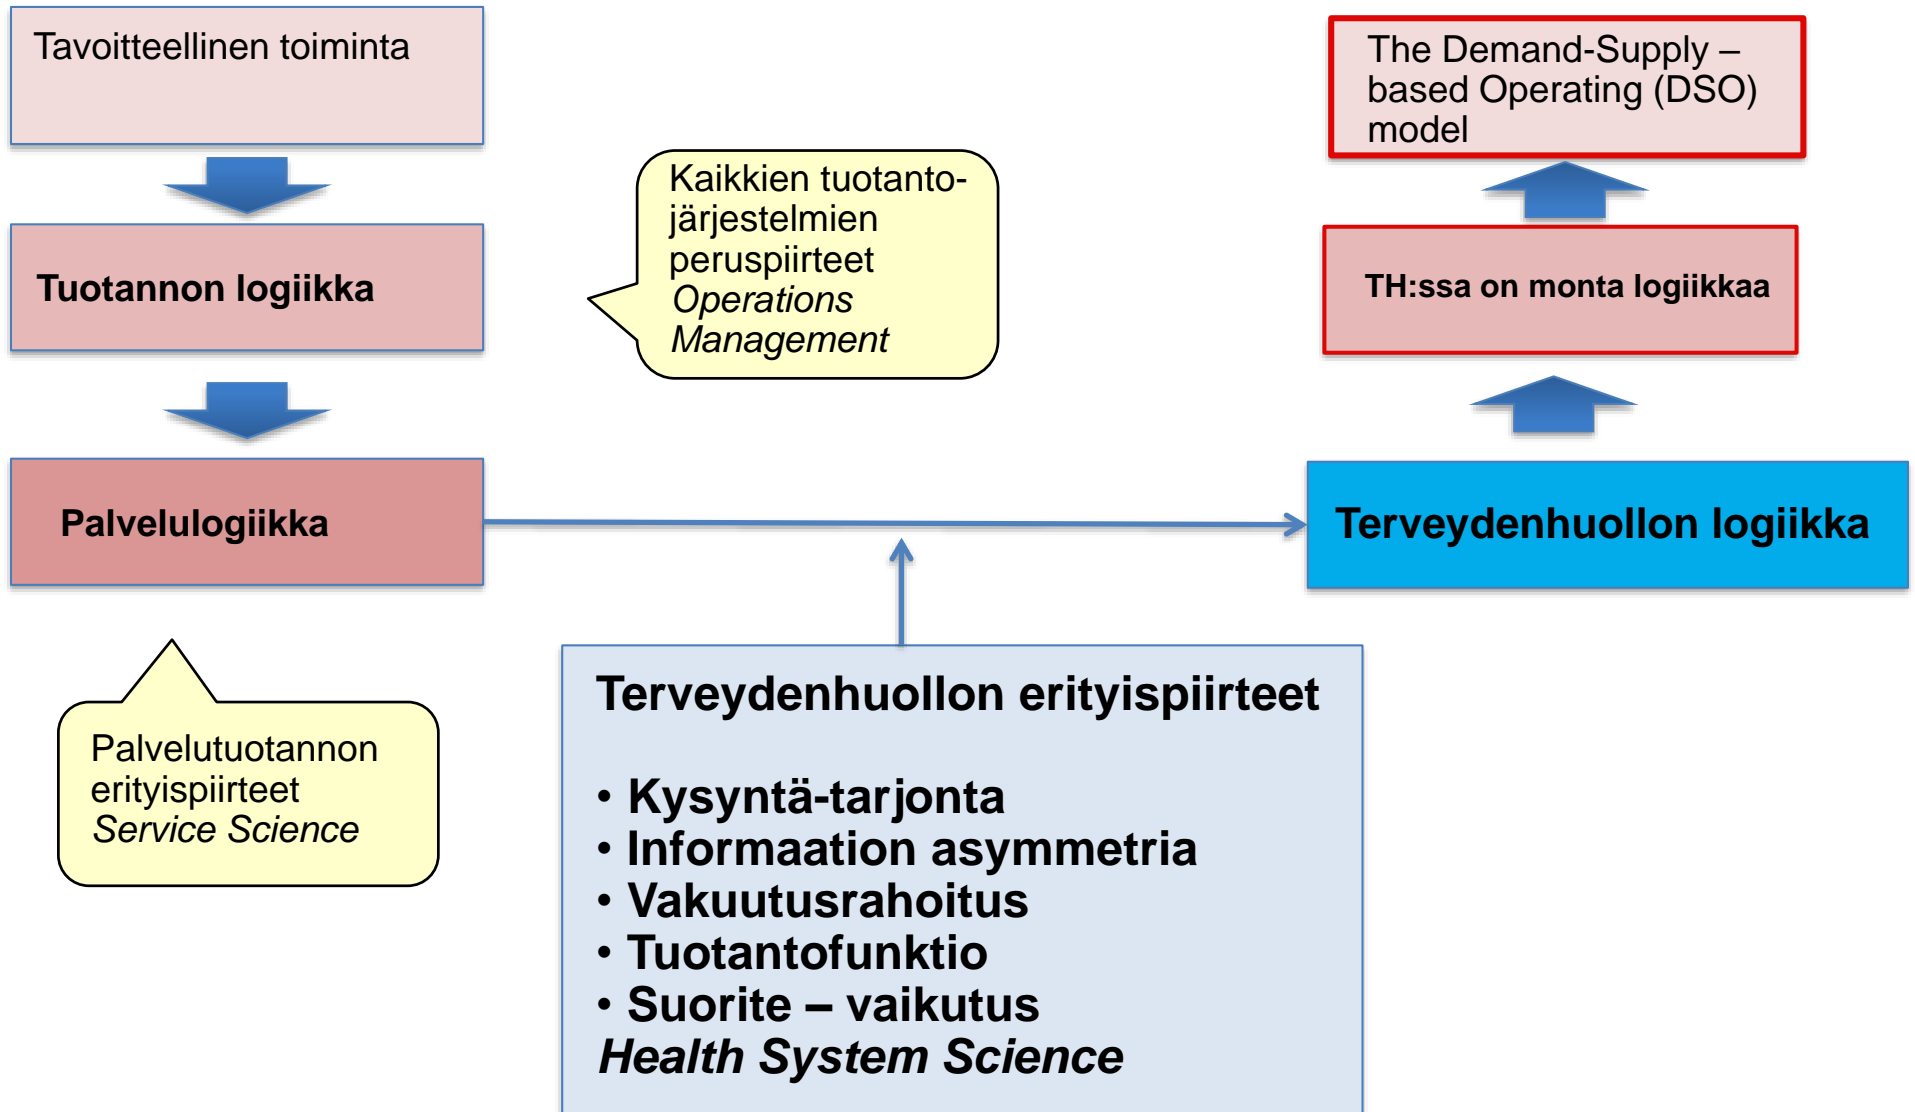 Tavoitteellinen toiminta
Tuotannon logiikka
Palvelulogiikka
Kaikkien tuotanto-
järjestelmien
peruspiirteet
Operations
Management
Palvelutuotannon
erityispiirteet
Service Science
Terveydenhuollon erityispiirteet
• Kysyntä-tarjonta
• Informaation asymmetria
• Vakuutusrahoitus
• Tuotantofunktio
• Suorite – vaikutus
Health System Science
The Demand-Supply –
based Operating (DSO)
model
TH:ssa on monta logiikkaa
Terveydenhuollon logiikka